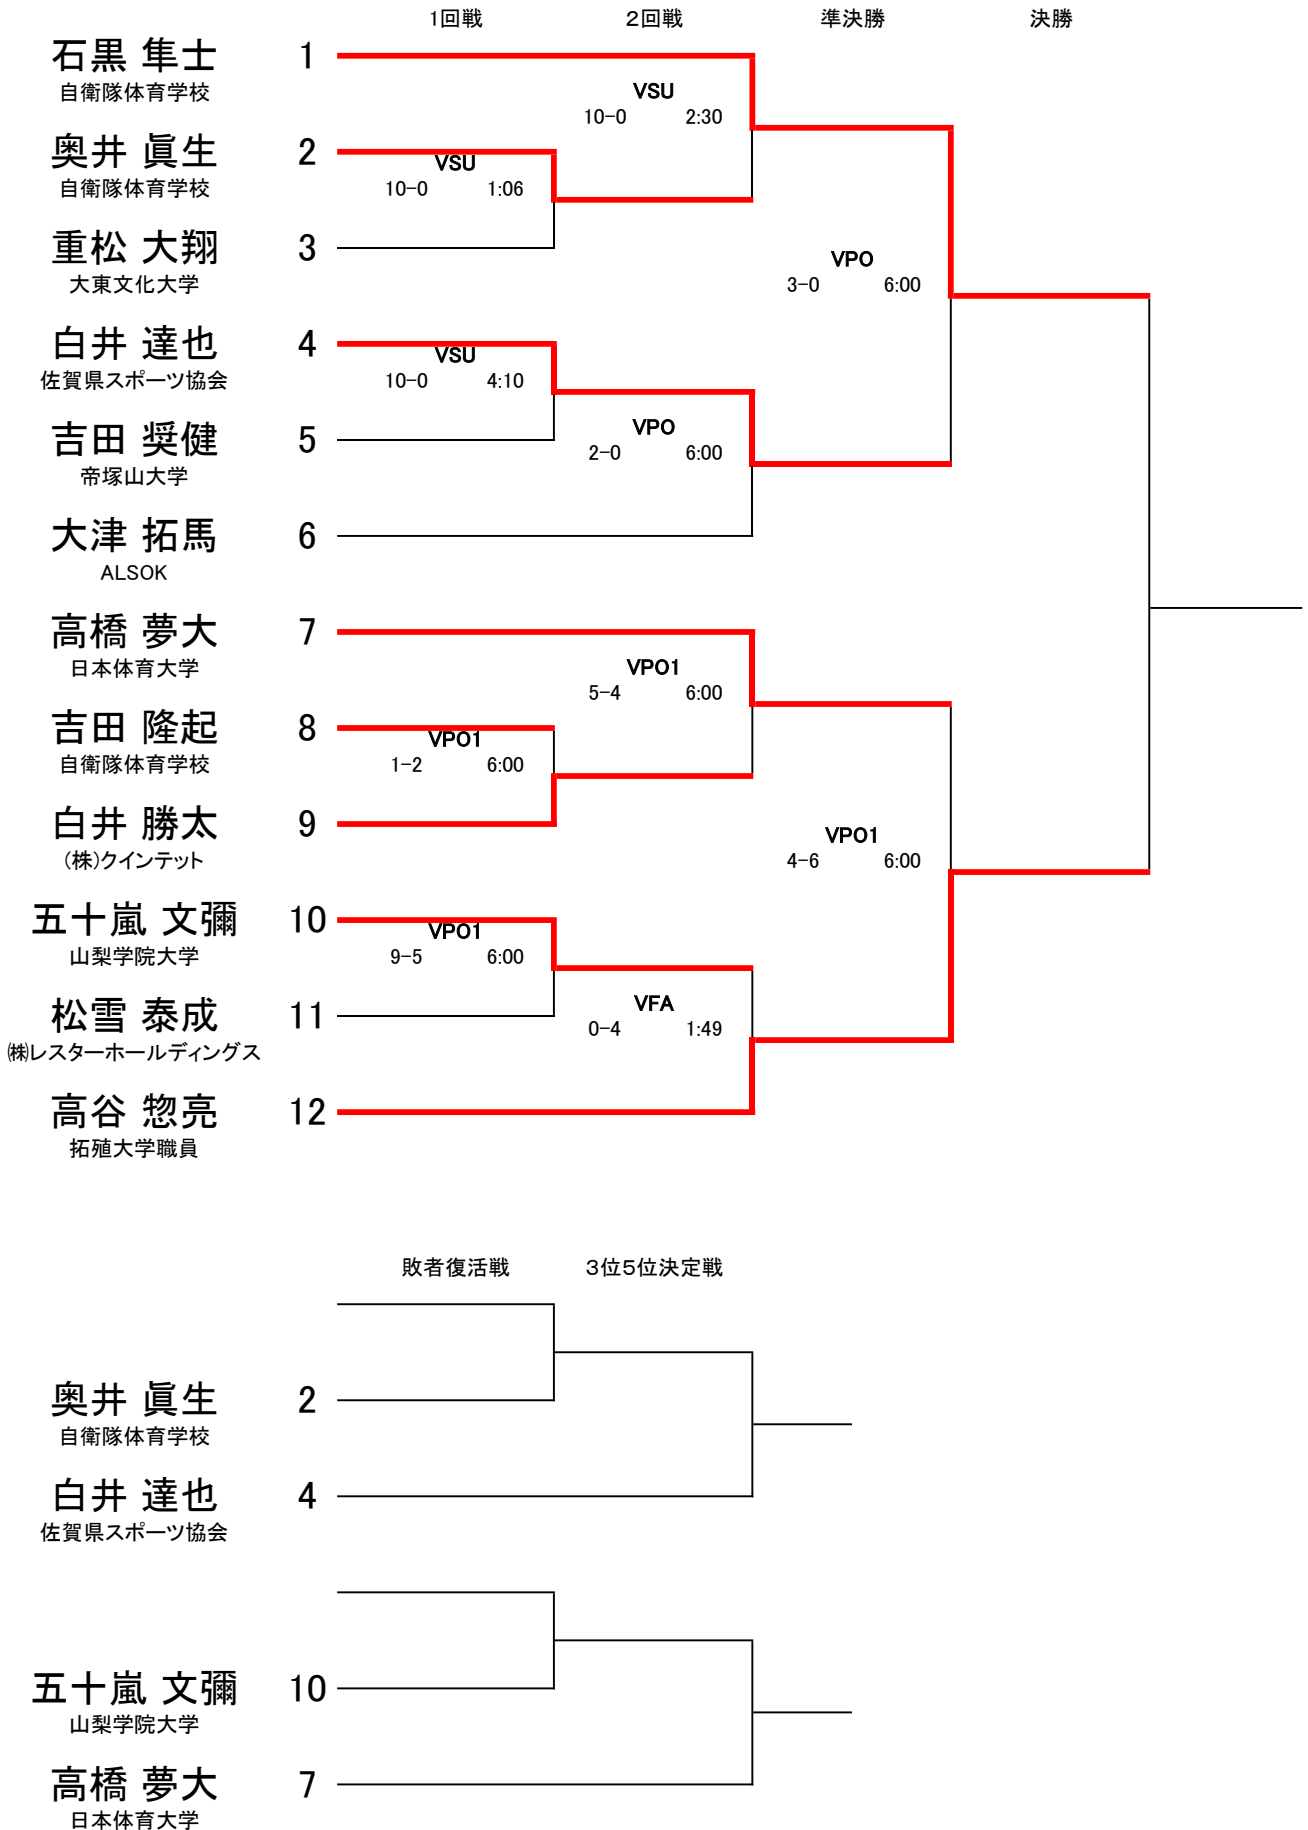 1回戦 2回戦 準決勝 決勝
石黒 隼士 1
自衛隊体育学校
VSU
10-0 2:30
奥井 眞生 2
自衛隊体育学校
VSU
10-0 1:06
重松 大翔 3
大東文化大学
VPO
3-0 6:00
白井 達也 4
佐賀県スポーツ協会
VSU
10-0 4:10
吉田 奨健 5
帝塚山大学
VPO
2-0 6:00
大津 拓馬 6
ALSOK
高橋 夢大 7
日本体育大学
VPO1
5-4 6:00
吉田 隆起 8
自衛隊体育学校
VPO1
1-2 6:00
白井 勝太 9
(株)クインテット
VPO1
4-6 6:00
五十嵐 文彌 10
山梨学院大学
VPO1
9-5 6:00
松雪 泰成 11
㈱レスターホールディングス
VFA
0-4 1:49
高谷 惣亮 12
拓殖大学職員
敗者復活戦 3位5位決定戦
奥井 眞生 2
自衛隊体育学校
白井 達也 4
佐賀県スポーツ協会
五十嵐 文彌 10
山梨学院大学
高橋 夢大 7
日本体育大学